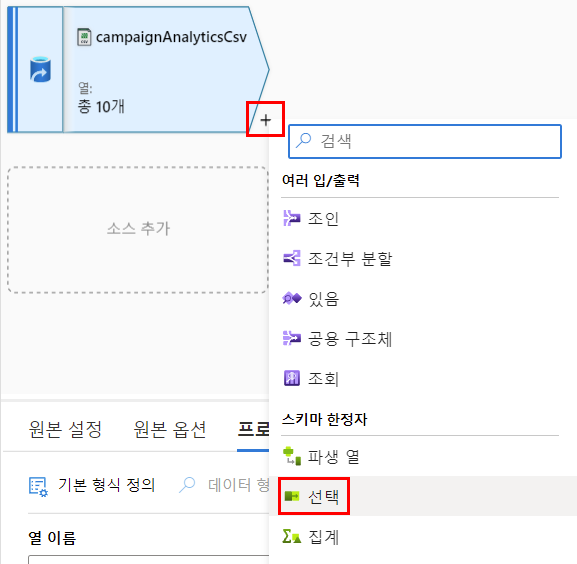 campaignAnalyticsCsv
열:
총 10개
+
검색
여러 입/출력
조인
조건부 분할
있음
공용 구조체
조회
스키마 한정자
파생 열
선택
집계
소스 추가
원본 설정 원본 옵션 프로
기본 형식 정의 데이터 형
열 이름